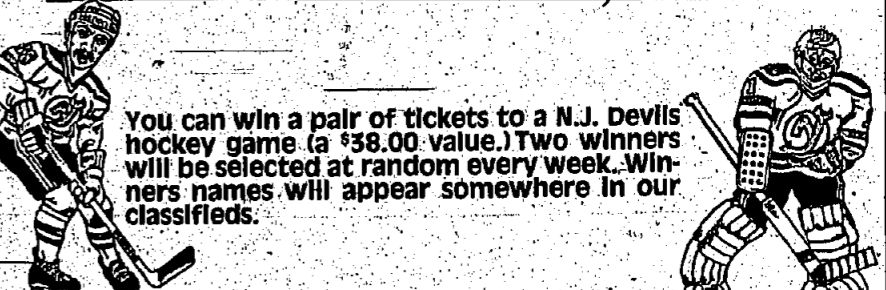 You can win a pair of tickets to a N.J. Devils
hockey game (a $38.00 value.) Two winners
will be selected at random every week. Win-
ners names will appear somewhere in our
classifieds.